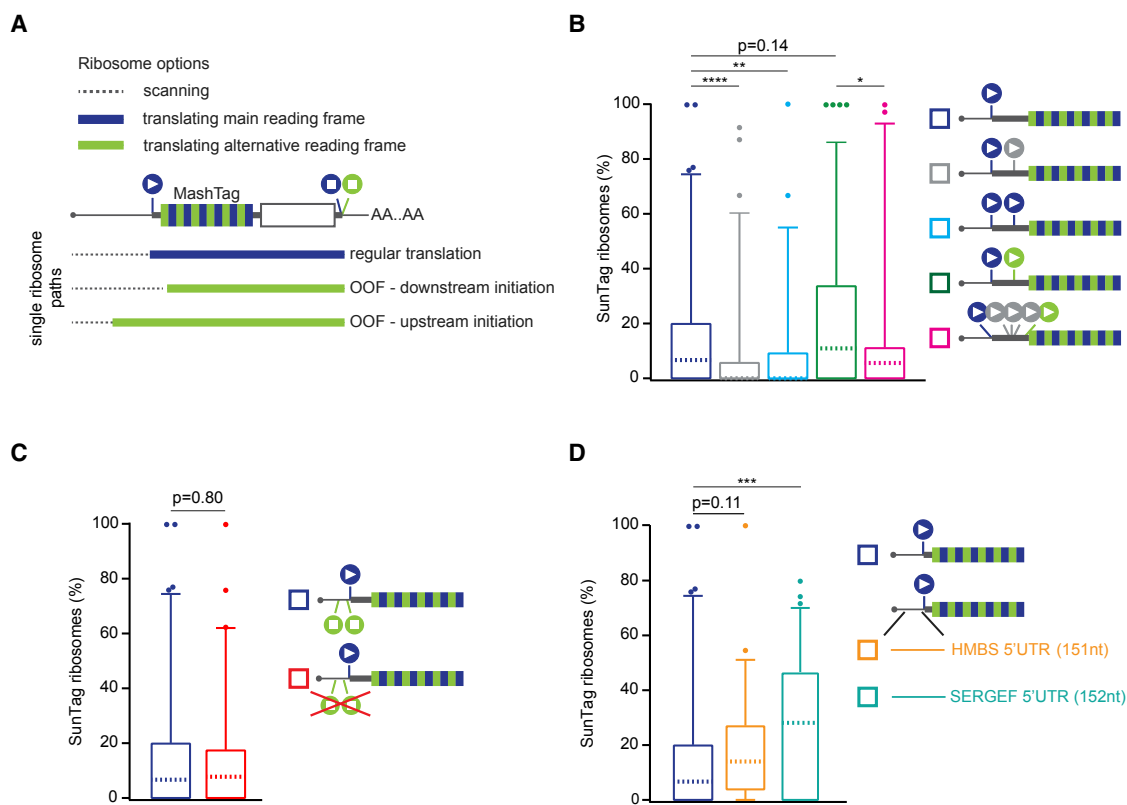 A
Ribosome options
scanning
translating main reading frame
translating alternative reading frame
MashTag
AA..AA
single ribosome
paths
regular translation
OOF - downstream initiation
OOF - upstream initiation
B
p=0.14
**
****
*
SunTag ribosomes (%)
100
80
60
40
20
0
C
p=0.80
SunTag ribosomes (%)
100
80
60
40
20
0
D
***
p=0.11
SunTag ribosomes (%)
100
80
60
40
20
0
HMBS 5'UTR (151nt)
SERGEF 5'UTR (152nt)